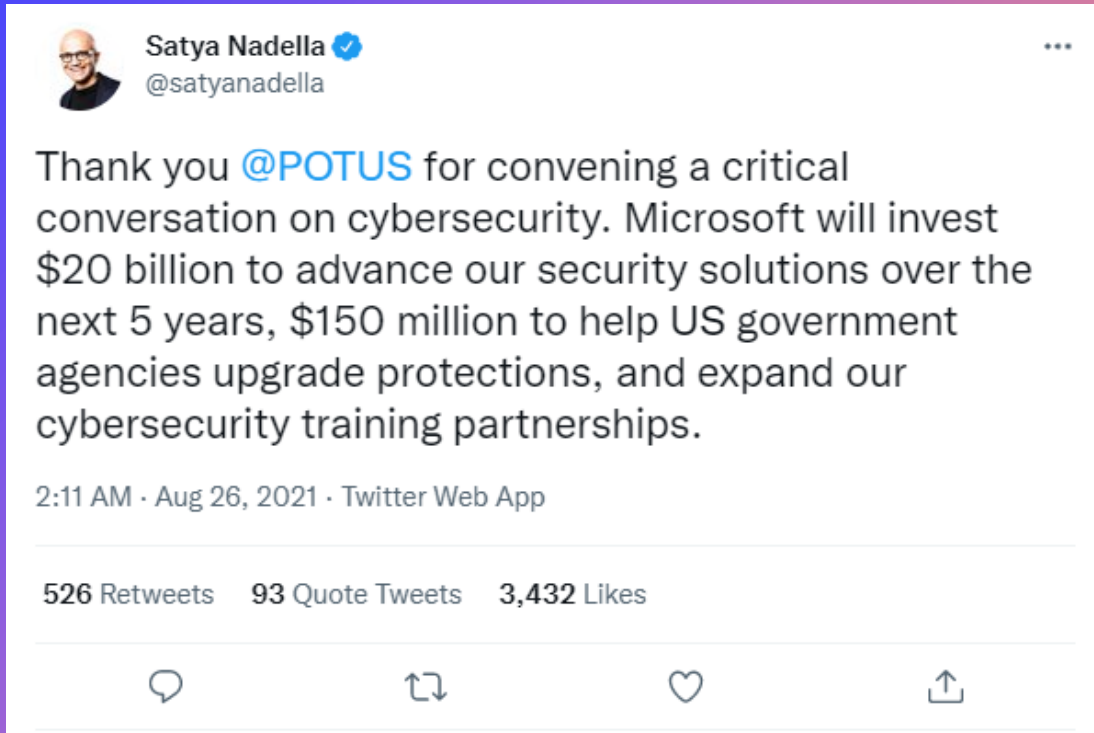 Satya Nadella
@satyanadella
Thank you @POTUS for convening a critical
conversation on cybersecurity. Microsoft will invest
$20 billion to advance our security solutions over the
next 5 years, $150 million to help US government
agencies upgrade protections, and expand our
cybersecurity training partnerships.
2:11 AM · Aug 26, 2021 · Twitter Web App
526 Retweets 93 Quote Tweets 3,432 Likes